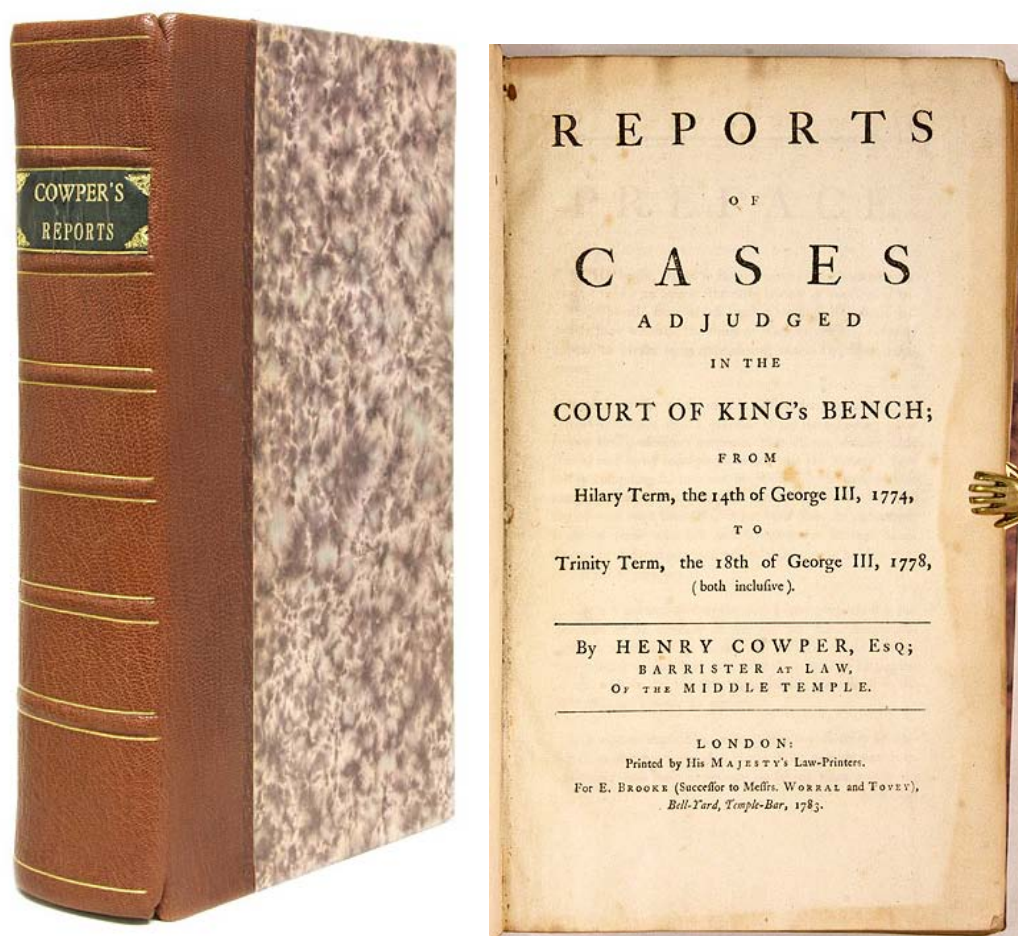 COWPER'S
REPORTS
REPORTS
OF
CASES
ADJUDGED
IN THE
COURT OF KING's BENCH;
FROM
Hilary Term, the 14th of George III, 1774,
TO
Trinity Term, the 18th of George III, 1778,
(both incluſive).
By HENRY COWPER, Esq;
BARRISTER AT LAW,
Of the MIDDLE TEMPLE.
LONDON:
Printed by His Majesty's Law-Printers.
For E. Brooke (Succeſſor to Meſſrs. Worral and Tovey),
Bell-Yard, Temple-Bar, 1783.